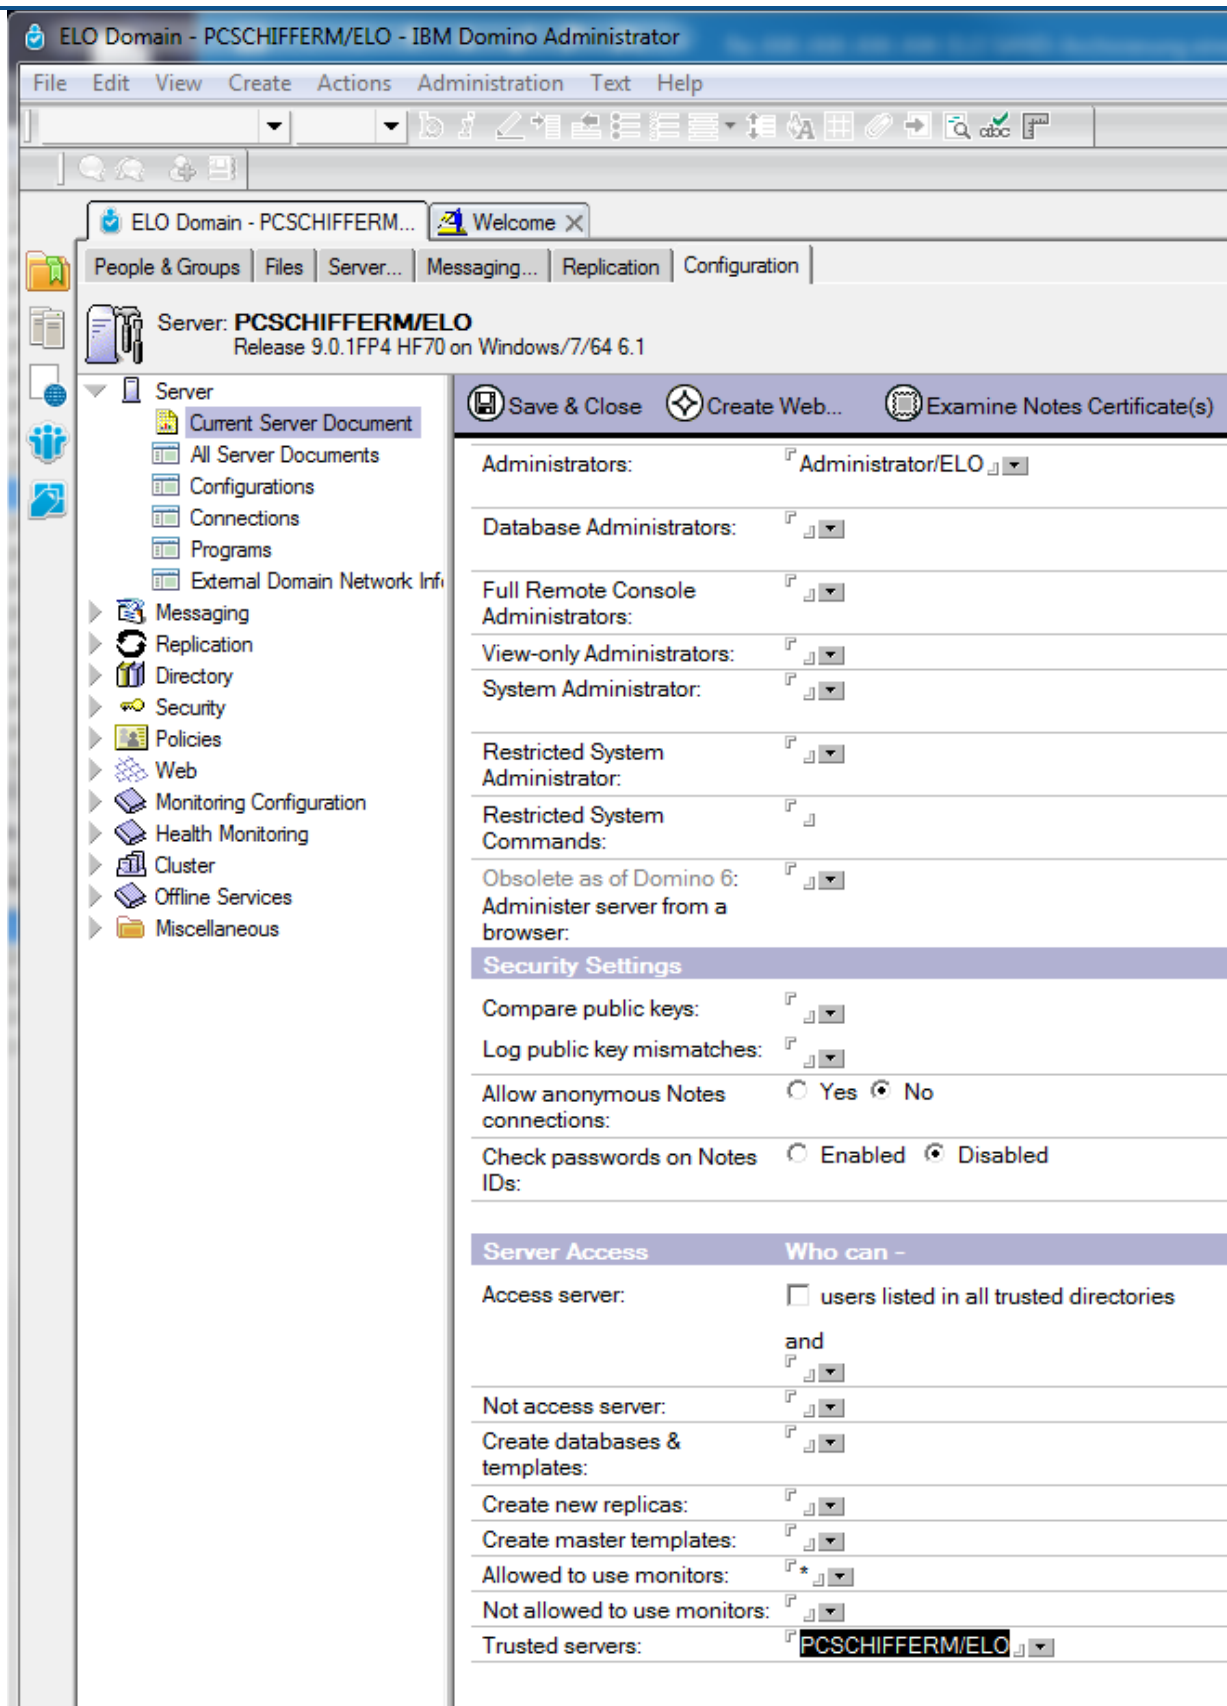 ELO Domain - PCSCHIFFERM/ELO - IBM Domino Administrator
File Edit View Create Actions Administration Text Help
abc
ELO Domain - PCSCHIFFERM... Welcome
People & Groups Files Server... Messaging... Replication Configuration
Server: PCSCHIFFERM/ELO
Release 9.0.1FP4 HF70 on Windows/7/64 6.1
Server
Current Server Document
All Server Documents
Configurations
Connections
Programs
External Domain Network Inf
Messaging
Replication
Directory
Security
Policies
Web
Monitoring Configuration
Health Monitoring
Cluster
Offline Services
Miscellaneous
Save & Close Create Web... Examine Notes Certificate(s)
Administrators: Administrator/ELO
Database Administrators:
Full Remote Console
Administrators:
View-only Administrators:
System Administrator:
Restricted System
Administrator:
Restricted System
Commands:
Obsolete as of Domino 6:
Administer server from a
browser:
Security Settings
Compare public keys:
Log public key mismatches:
Allow anonymous Notes Yes No
connections:
Check passwords on Notes Enabled Disabled
IDs:
Server Access Who can -
Access server: users listed in all trusted directories
and
Not access server:
Create databases &
templates:
Create new replicas:
Create master templates:
Allowed to use monitors: *
Not allowed to use monitors:
Trusted servers: PCSCHIFFERM/ELO